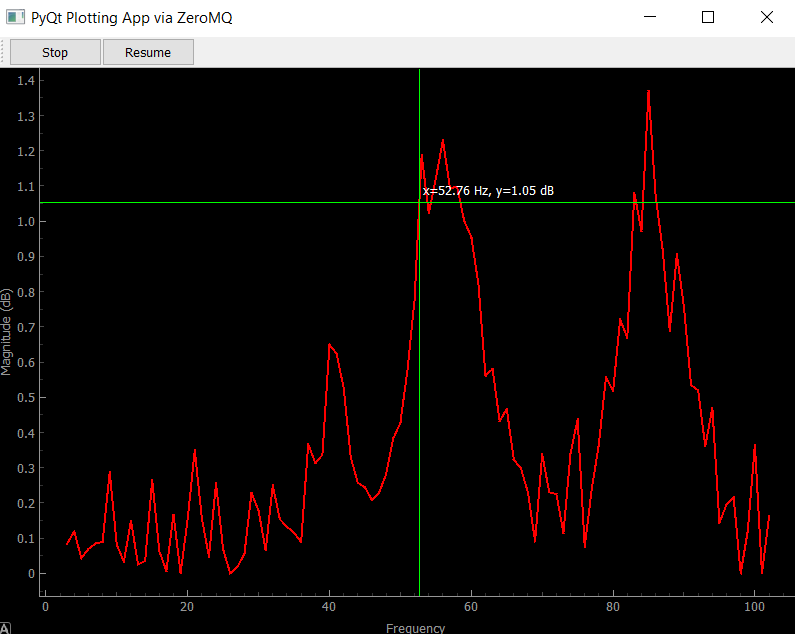 PyQt Plotting App via ZeroMQ
Stop Resume
1.4
1.3
1.2
1.1
x=52.76 Hz, y=1.05 dB
1.0
0.9
0.8
0.7
0.6
0.5
0.4
0.3
0.2
0.1
0
Magnitude (dB)
0 20 40 60 80 100
Frequency
A